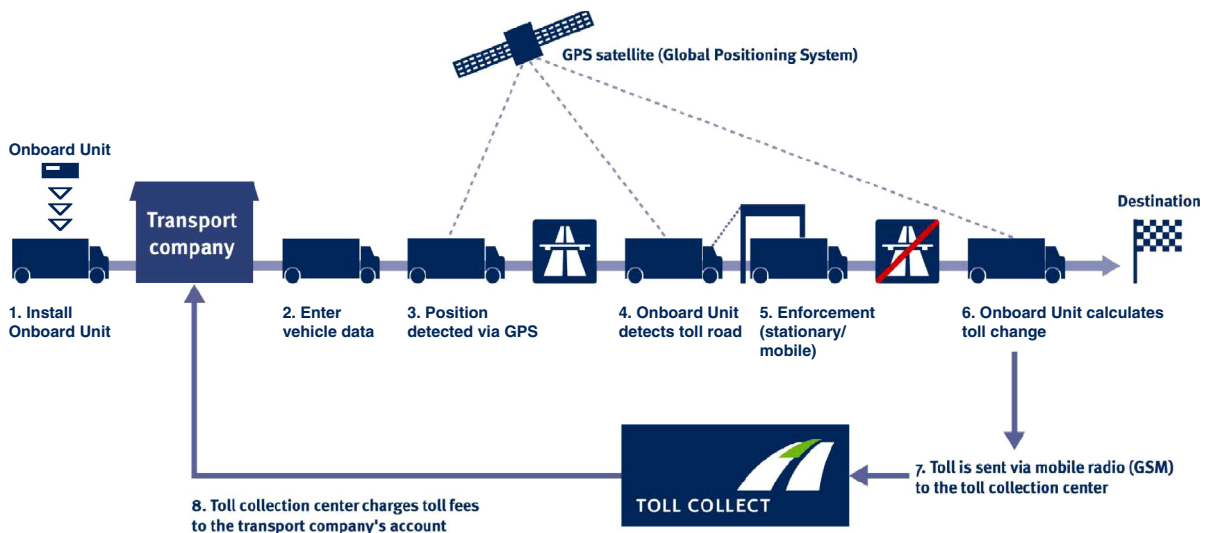 GPS satellite (Global Positioning System)
Onboard Unit
Transport
company
Destination
1. Install
Onboard Unit
2. Enter
vehicle data
3. Position
detected via GPS
4. Onboard Unit
detects toll road
5. Enforcement
(stationary/
mobile)
6. Onboard Unit calculates
toll change
7. Toll is sent via mobile radio (GSM)
to the toll collection center
TOLL COLLECT
8. Toll collection center charges toll fees
to the transport company's account